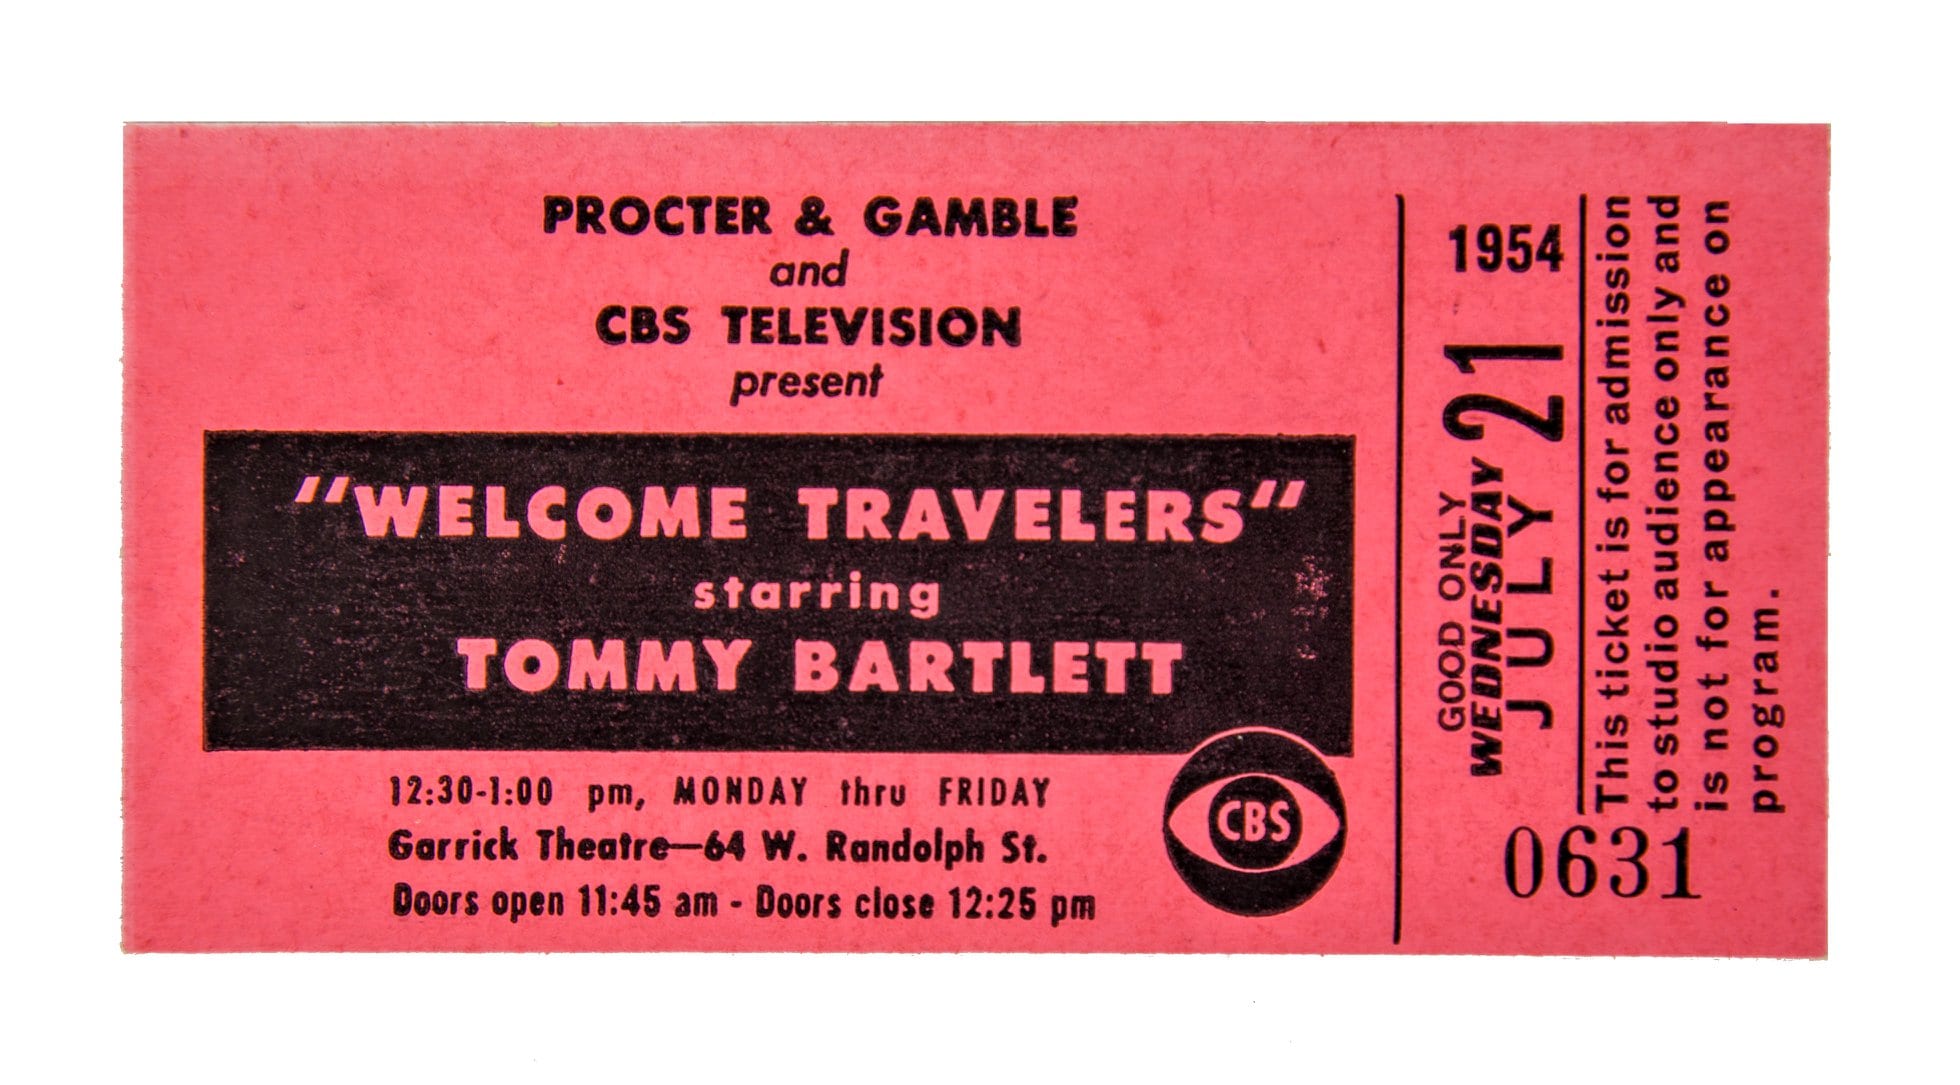 PROCTER & GAMBLE
and
CBS TELEVISION
present
"WELCOME TRAVELERS"
starring
TOMMY BARTLETT
12:30-1:00 pm, MONDAY thru FRIDAY
Garrick Theatre—64 W. Randolph St.
Doors open 11:45 am - Doors close 12:25 pm
CBS
1954
GOOD ONLY
WEDNESDAY
JULY 21
This ticket is for admission
to studio audience only and
is not for appearance on
program.
0631